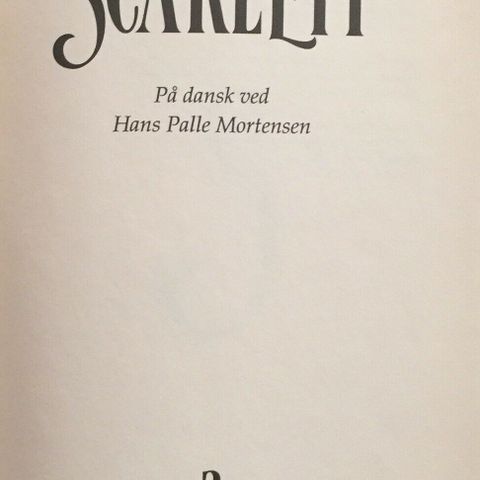 SCARLETT
På dansk ved
Hans Palle Mortensen